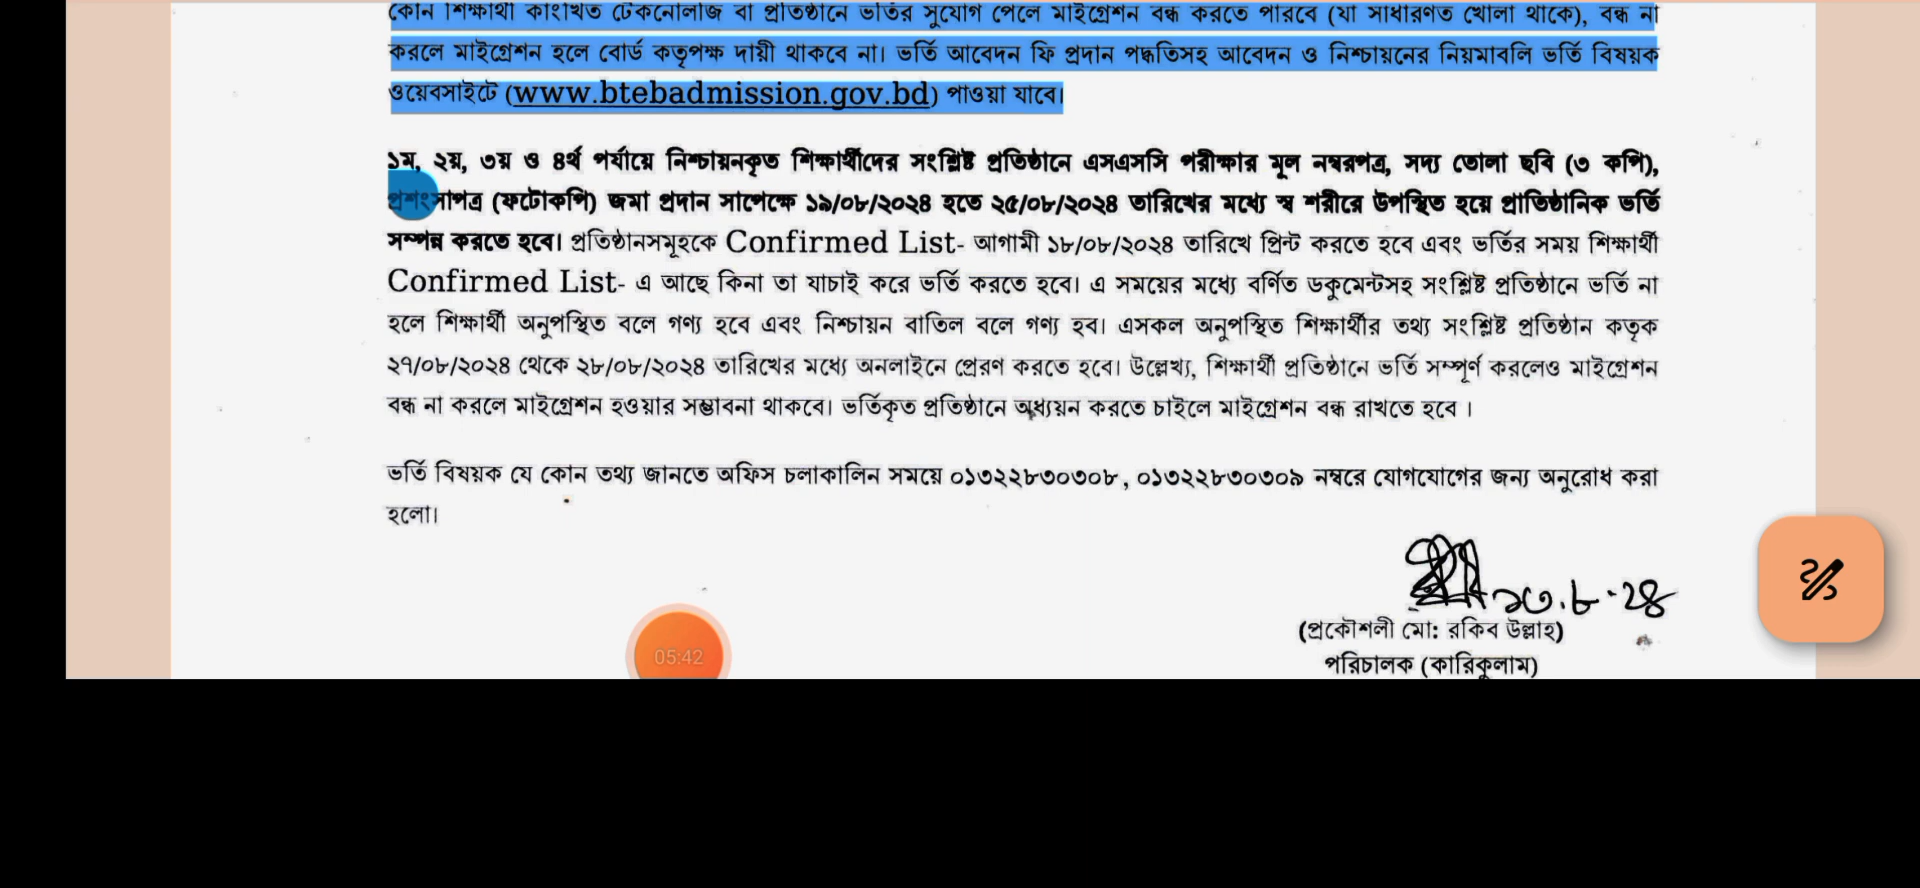 কোন শিক্ষার্থী কাংখিত টেকনোলজি বা প্রতিষ্ঠানে ভর্তির সুযোগ পেলে মাইগ্রেশন বন্ধ করতে পারবে (যা সাধারণত খোলা থাকে), বন্ধ না
করলে মাইগ্রেশন হলে বোর্ড কতৃপক্ষ দায়ী থাকবে না। ভর্তি আবেদন ফি প্রদান পদ্ধতিসহ আবেদন ও নিশ্চায়নের নিয়মাবলি ভর্তি বিষয়ক
ওয়েবসাইটে (www.btebadmission.gov.bd) পাওয়া যাবে।
১ম, ২য়, ৩য় ও ৪র্থ পর্যায়ে নিশ্চায়নকৃত শিক্ষার্থীদের সংশ্লিষ্ট প্রতিষ্ঠানে এসএসসি পরীক্ষার মূল নম্বরপত্র, সদ্য তোলা ছবি (৩ কপি),
প্রশংসাপত্র (ফটোকপি) জমা প্রদান সাপেক্ষে ১৯/০৮/২০২৪ হতে ২৫/০৮/২০২৪ তারিখের মধ্যে স্ব শরীরে উপস্থিত হয়ে প্রাতিষ্ঠানিক ভর্তি
সম্পন্ন করতে হবে। প্রতিষ্ঠানসমূহকে Confirmed List- আগামী ১৮/০৮/২০২৪ তারিখে প্রিন্ট করতে হবে এবং ভর্তির সময় শিক্ষার্থী
Confirmed List- এ আছে কিনা তা যাচাই করে ভর্তি করতে হবে। এ সময়ের মধ্যে বর্ণিত ডকুমেন্টসহ সংশ্লিষ্ট প্রতিষ্ঠানে ভর্তি না
হলে শিক্ষার্থী অনুপস্থিত বলে গণ্য হবে এবং নিশ্চায়ন বাতিল বলে গণ্য হব। এসকল অনুপস্থিত শিক্ষার্থীর তথ্য সংশ্লিষ্ট প্রতিষ্ঠান কতৃক
২৭/০৮/২০২৪ থেকে ২৮/০৮/২০২৪ তারিখের মধ্যে অনলাইনে প্রেরণ করতে হবে। উল্লেখ্য, শিক্ষার্থী প্রতিষ্ঠানে ভর্তি সম্পূর্ণ করলেও মাইগ্রেশন
বন্ধ না করলে মাইগ্রেশন হওয়ার সম্ভাবনা থাকবে। ভর্তিকৃত প্রতিষ্ঠানে অধ্যয়ন করতে চাইলে মাইগ্রেশন বন্ধ রাখতে হবে ।
ভর্তি বিষয়ক যে কোন তথ্য জানতে অফিস চলাকালিন সময়ে ০১৩২২৮৩০৩০৮, ০১৩২২৮৩০৩০৯ নম্বরে যোগযোগের জন্য অনুরোধ করা
হলো।
১৩.৮.২৪
(প্রকৌশলী মো: রকিব উল্লাহ)
05:42
পরিচালক (কারিকুলাম)